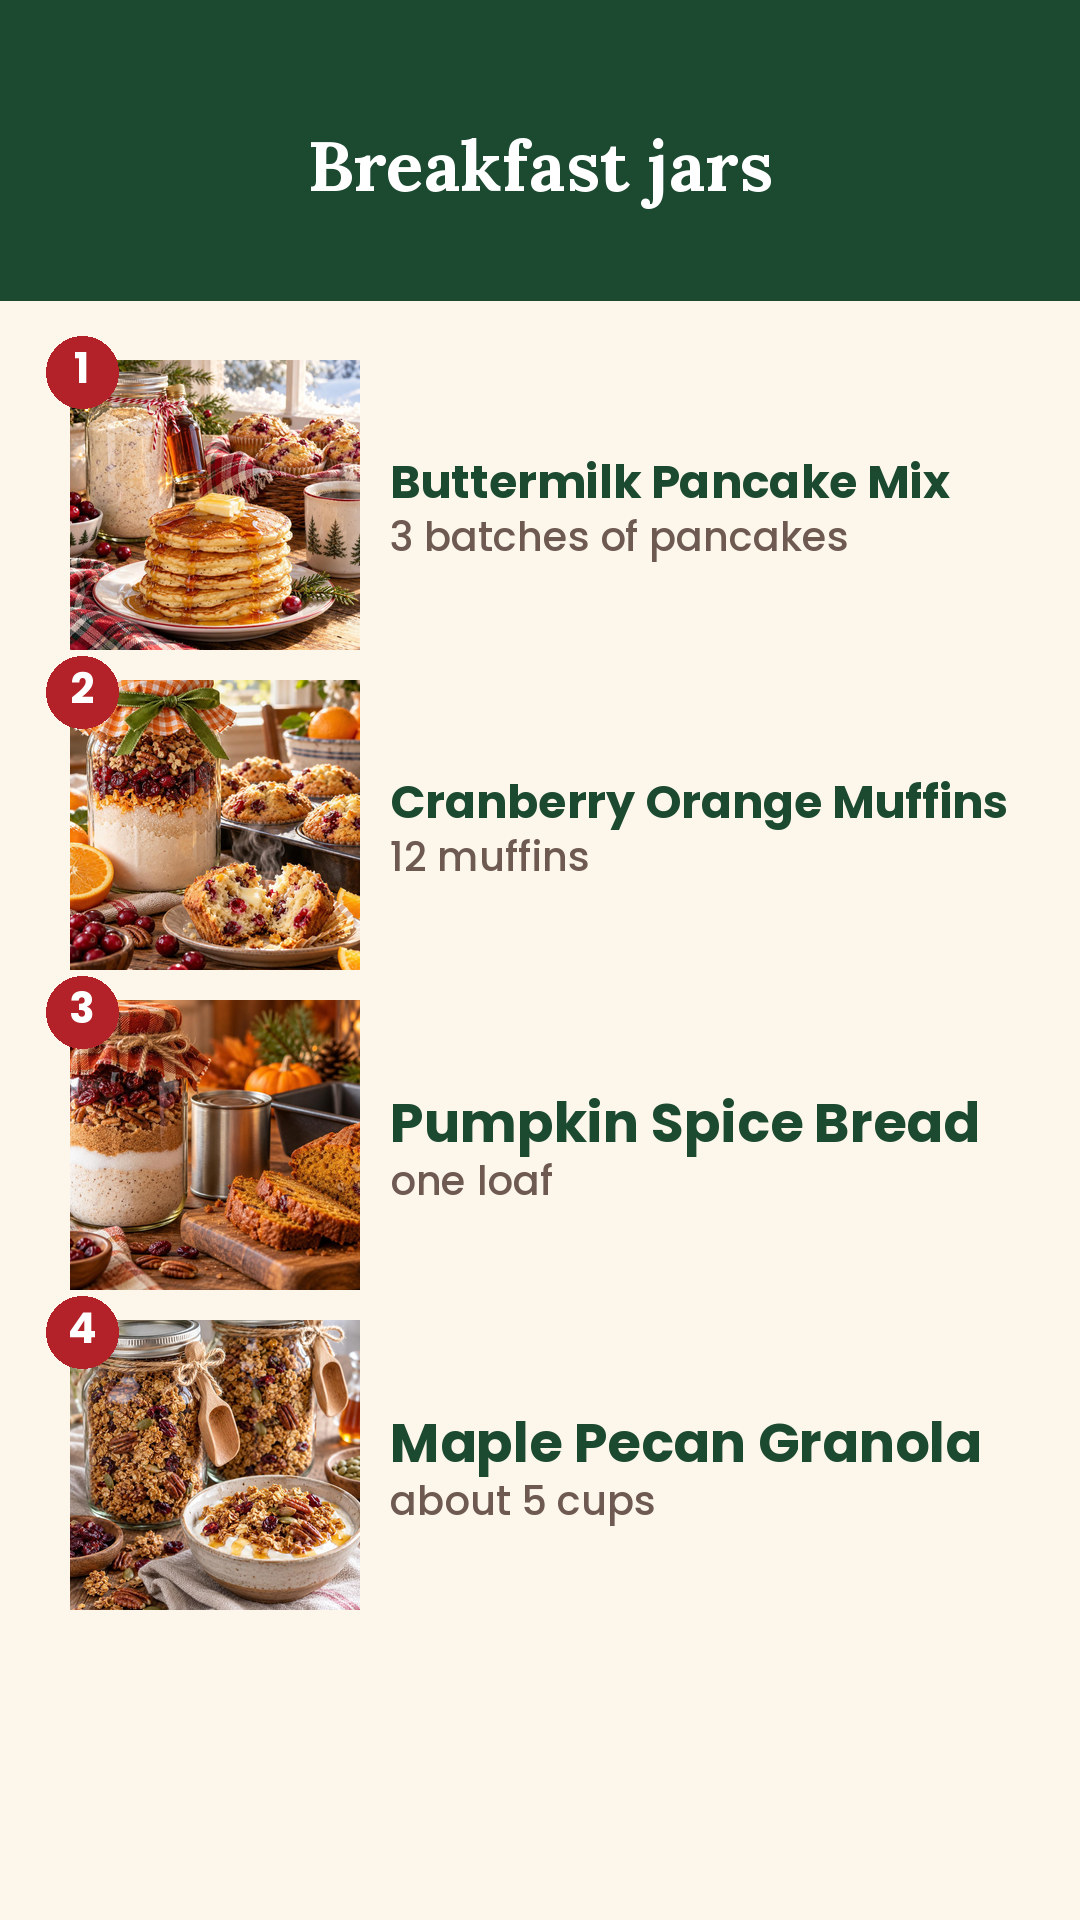 Breakfast jars
1
Buttermilk Pancake Mix
3 batches of pancakes
2
Cranberry Orange Muffins
12 muffins
3
Pumpkin Spice Bread
one loaf
4
Maple Pecan Granola
about 5 cups